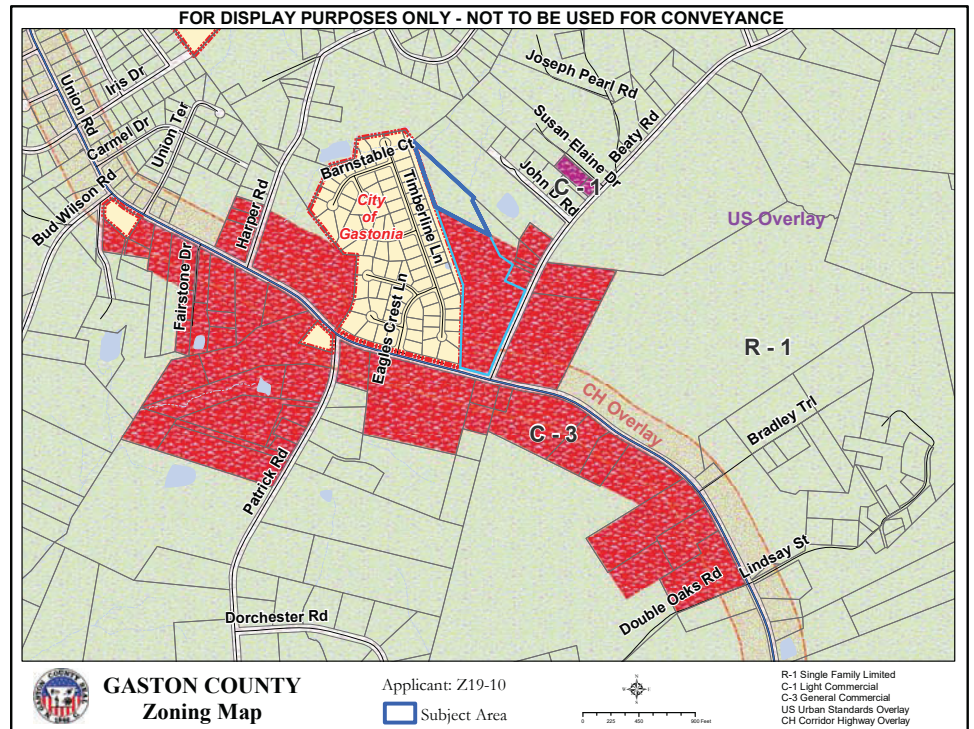 FOR DISPLAY PURPOSES ONLY - NOT TO BE USED FOR CONVEYANCE
Joseph Pearl Rd
Iris Dr
Union Rd
Susan Elaine Dr
Beaty Rd
Carmel Dr
Union Ter
Barnstable Ct
Timberline Ln
John D Rd
C - 1
Bud Wilson Rd
Harper Rd
City
of
Gastonia
US Overlay
Fairstone Dr
Eagles Crest Ln
R - 1
CH Overlay
Bradley Trl
C - 3
Patrick Rd
Lindsay St
Double Oaks Rd
Dorchester Rd
GASTON COUNTY
Zoning Map
Applicant: Z19-10
Subject Area
N
W E
S
0 225 450 900 Feet
R-1 Single Family Limited
C-1 Light Commercial
C-3 General Commercial
US Urban Standards Overlay
CH Corridor Highway Overlay